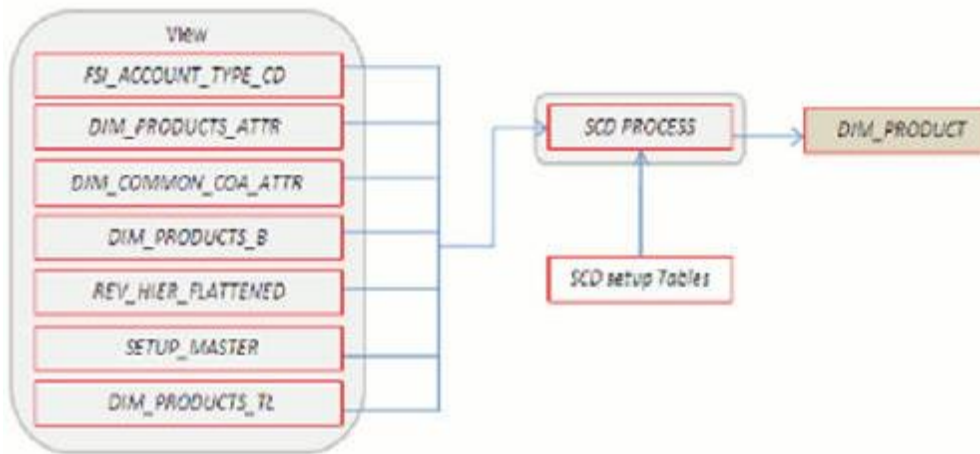 View
FSI_ACCOUNT_TYPE_CD
DIM_PRODUCTS_ATTR
DIM_COMMON_COA_ATTR
DIM_PRODUCTS_B
REV_HIER_FLATTENED
SETUP_MASTER
DIM_PRODUCTS_TL
SCD PROCESS
SCD setup Tables
DIM_PRODUCT